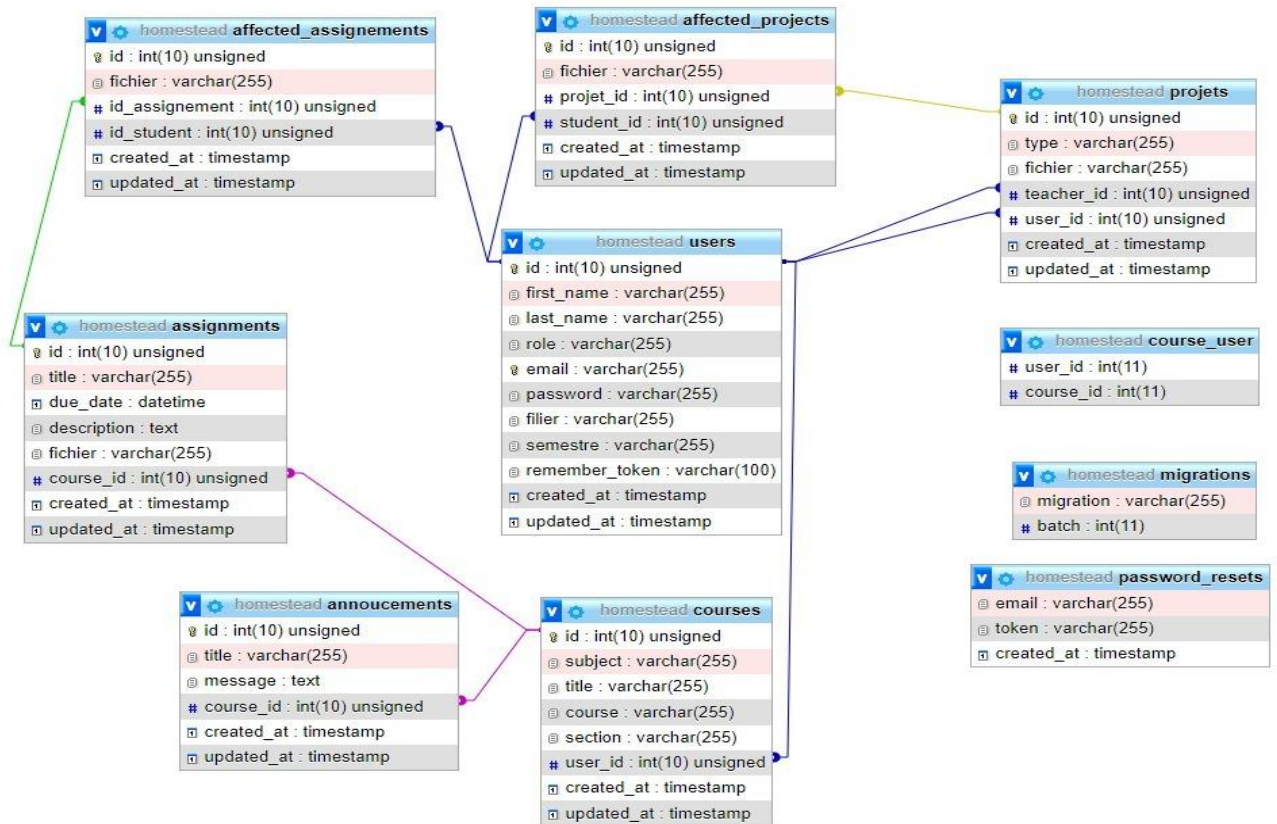 homestead affected_assignements
id : int(10) unsigned
fichier : varchar(255)
id_assignement : int(10) unsigned
id_student : int(10) unsigned
created_at : timestamp
updated_at : timestamp
homestead affected_projets
id : int(10) unsigned
fichier : varchar(255)
projet_id : int(10) unsigned
student_id : int(10) unsigned
created_at : timestamp
updated_at : timestamp
homestead projets
id : int(10) unsigned
type : varchar(255)
fichier : varchar(255)
teacher_id : int(10) unsigned
user_id : int(10) unsigned
created_at : timestamp
updated_at : timestamp
homestead users
id : int(10) unsigned
first_name : varchar(255)
last_name : varchar(255)
role : varchar(255)
email : varchar(255)
password : varchar(255)
filier : varchar(255)
semestre : varchar(255)
remember_token : varchar(100)
created_at : timestamp
updated_at : timestamp
homestead assignments
id : int(10) unsigned
title : varchar(255)
due_date : datetime
description : text
fichier : varchar(255)
course_id : int(10) unsigned
created_at : timestamp
updated_at : timestamp
homestead course_user
user_id : int(11)
course_id : int(11)
homestead migrations
migration : varchar(255)
batch : int(11)
homestead password_resets
email : varchar(255)
token : varchar(255)
created_at : timestamp
homestead annoucements
id : int(10) unsigned
title : varchar(255)
message : text
course_id : int(10) unsigned
created_at : timestamp
updated_at : timestamp
homestead courses
id : int(10) unsigned
subject : varchar(255)
title : varchar(255)
course : varchar(255)
section : varchar(255)
user_id : int(10) unsigned
created_at : timestamp
updated_at : timestamp